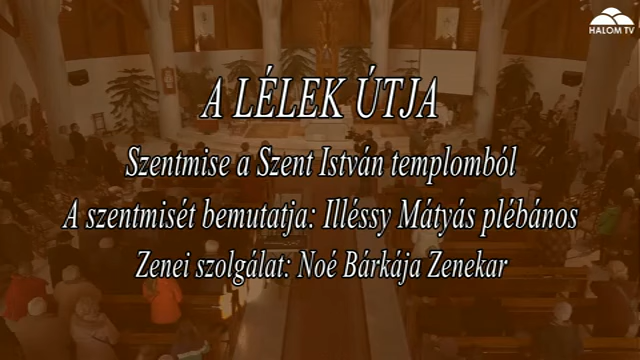 HALOM TV
A LÉLEK ÚTJA
Szentmise a Szent István templomból
A szentmisét bemutatja: Illéssy Mátyás plébános
Zenei szolgálat: Noé Bárkája Zenekar